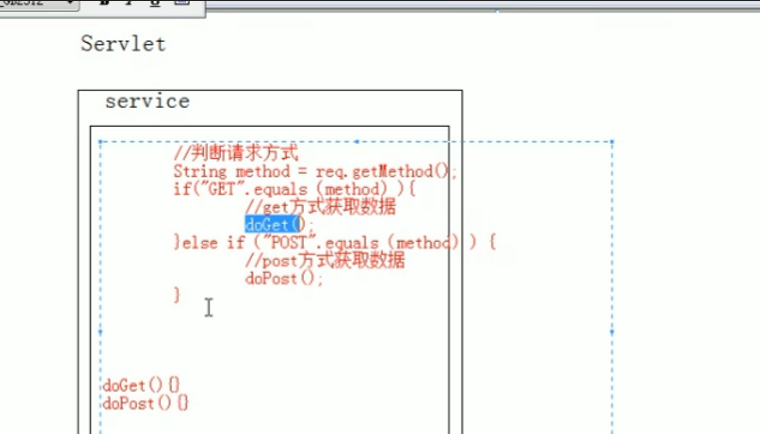 Servlet
service
//判断请求方式
String method = req.getMethod();
if("GET".equals (method) ){
//get方式获取数据
doGet();
}else if ("POST".equals (method) ) {
//post方式获取数据
doPost();
}
doGet(){}
doPost(){}